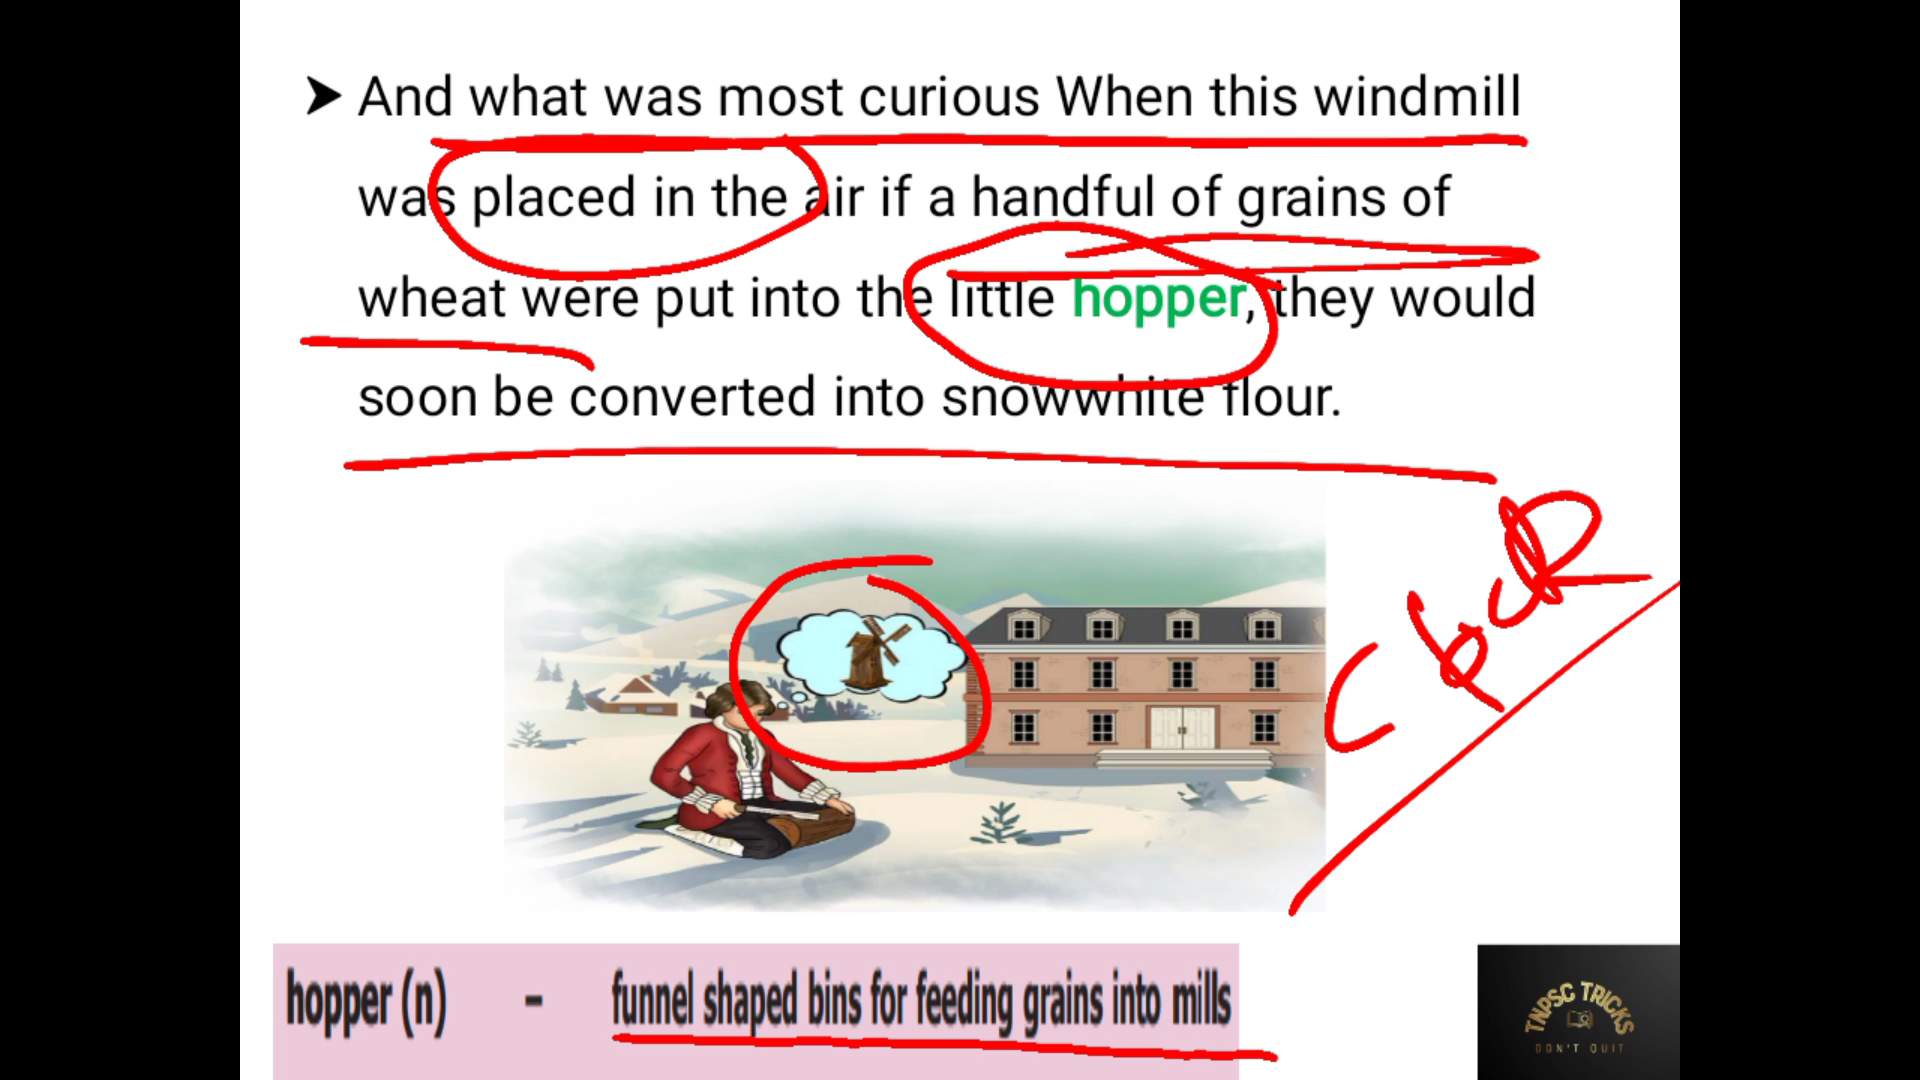 ➤ And what was most curious When this windmill
was placed in the air if a handful of grains of
wheat were put into the little hopper, they would
soon be converted into snowwhite flour.
hopper (n) – funnel shaped bins for feeding grains into mills
TNPSC TRICKS
DON'T QUIT